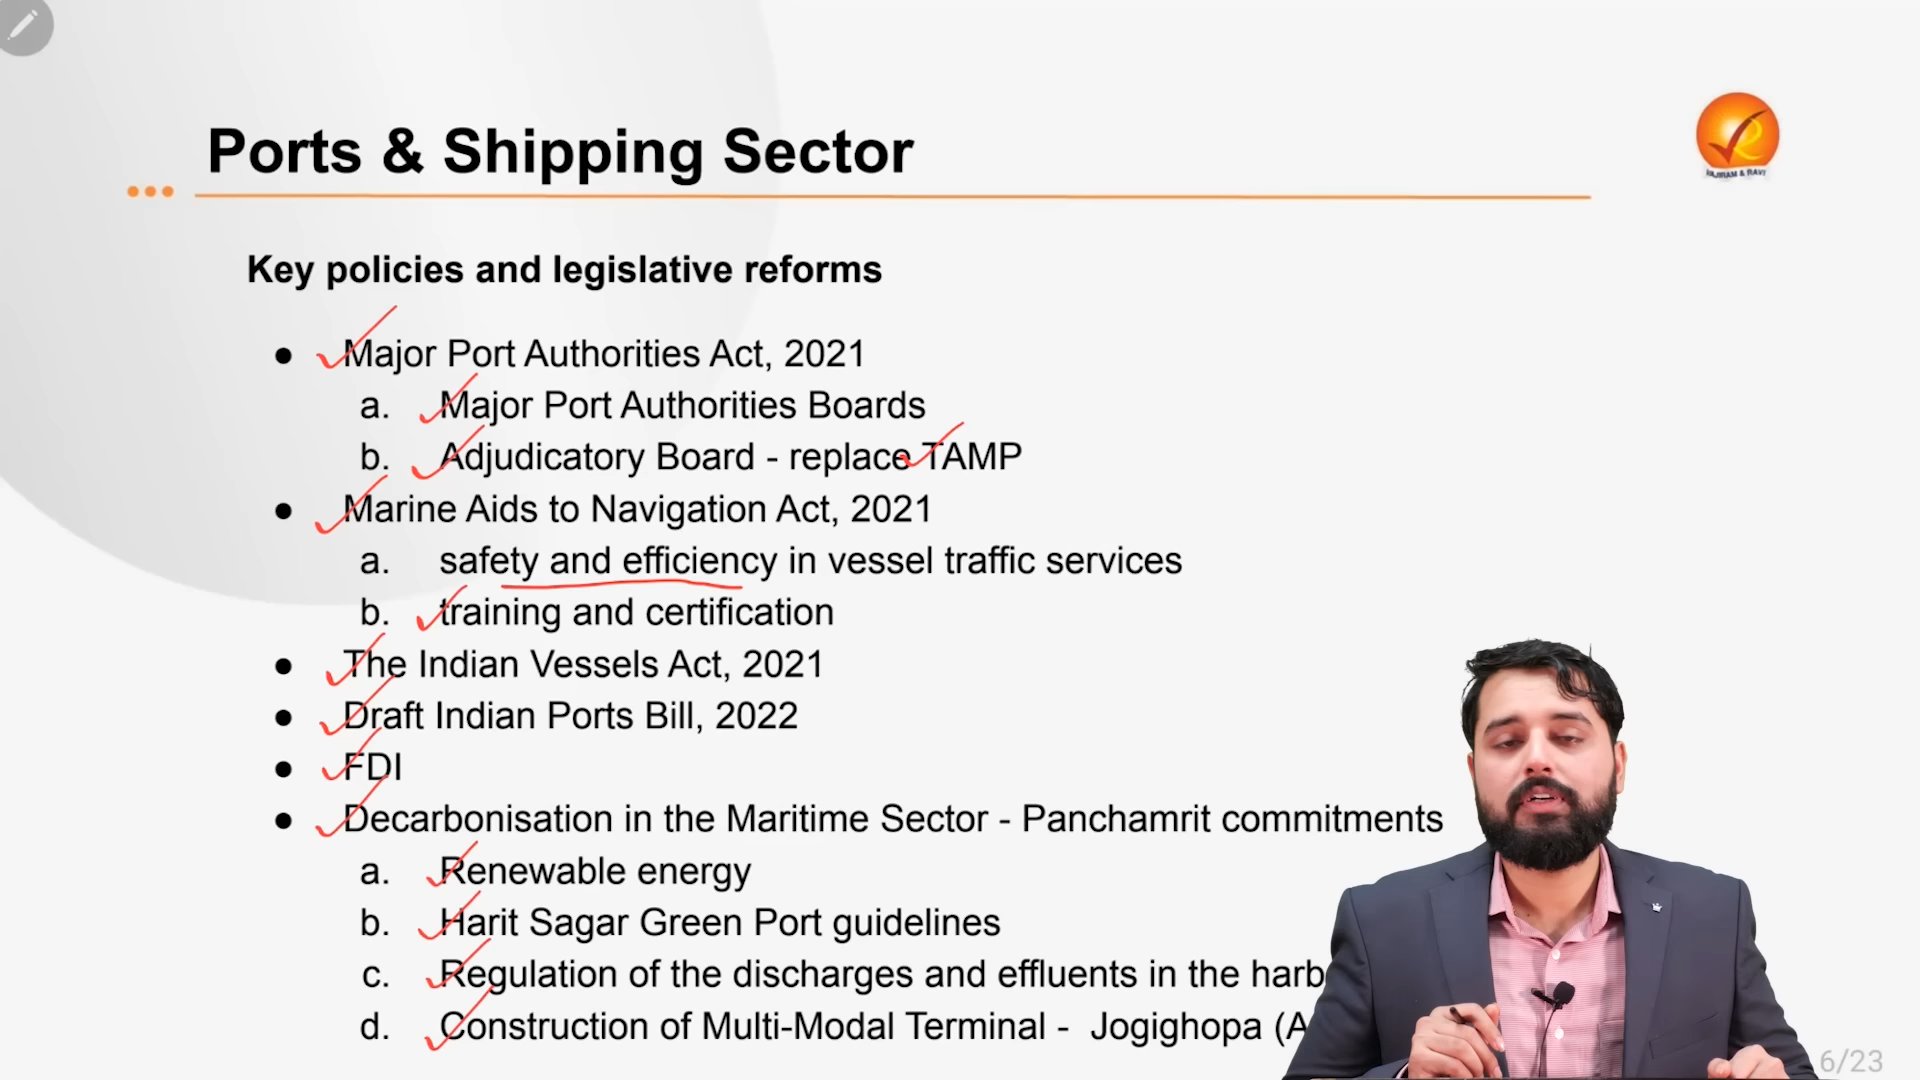 Ports & Shipping Sector
VAJIRAM & RAVI
Key policies and legislative reforms
● Major Port Authorities Act, 2021
a. Major Port Authorities Boards
b. Adjudicatory Board - replace TAMP
● Marine Aids to Navigation Act, 2021
a. safety and efficiency in vessel traffic services
b. training and certification
● The Indian Vessels Act, 2021
● Draft Indian Ports Bill, 2022
● FDI
● Decarbonisation in the Maritime Sector - Panchamrit commitments
a. Renewable energy
b. Harit Sagar Green Port guidelines
c. Regulation of the discharges and effluents in the harb
d. Construction of Multi-Modal Terminal - Jogighopa (A
6/23